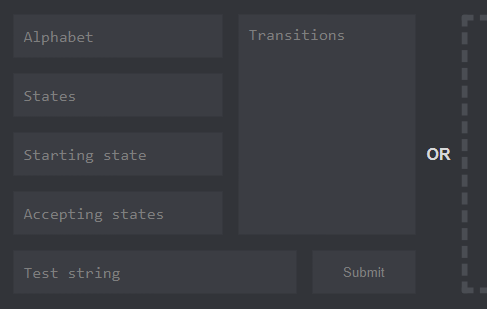 Alphabet
States
Starting state
Accepting states
Transitions
Test string
Submit
OR